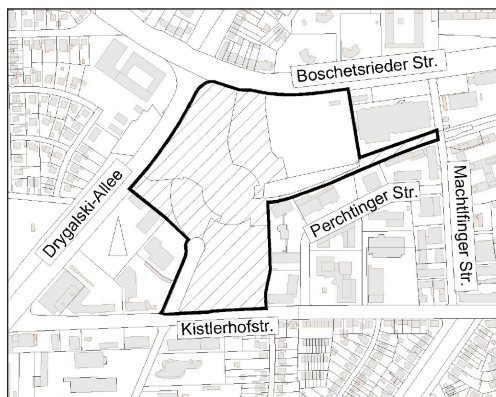 Boschetsrieder Str.
Drygalski-Allee
Perchtinger Str.
Machtlfinger Str.
Kistlerhofstr.